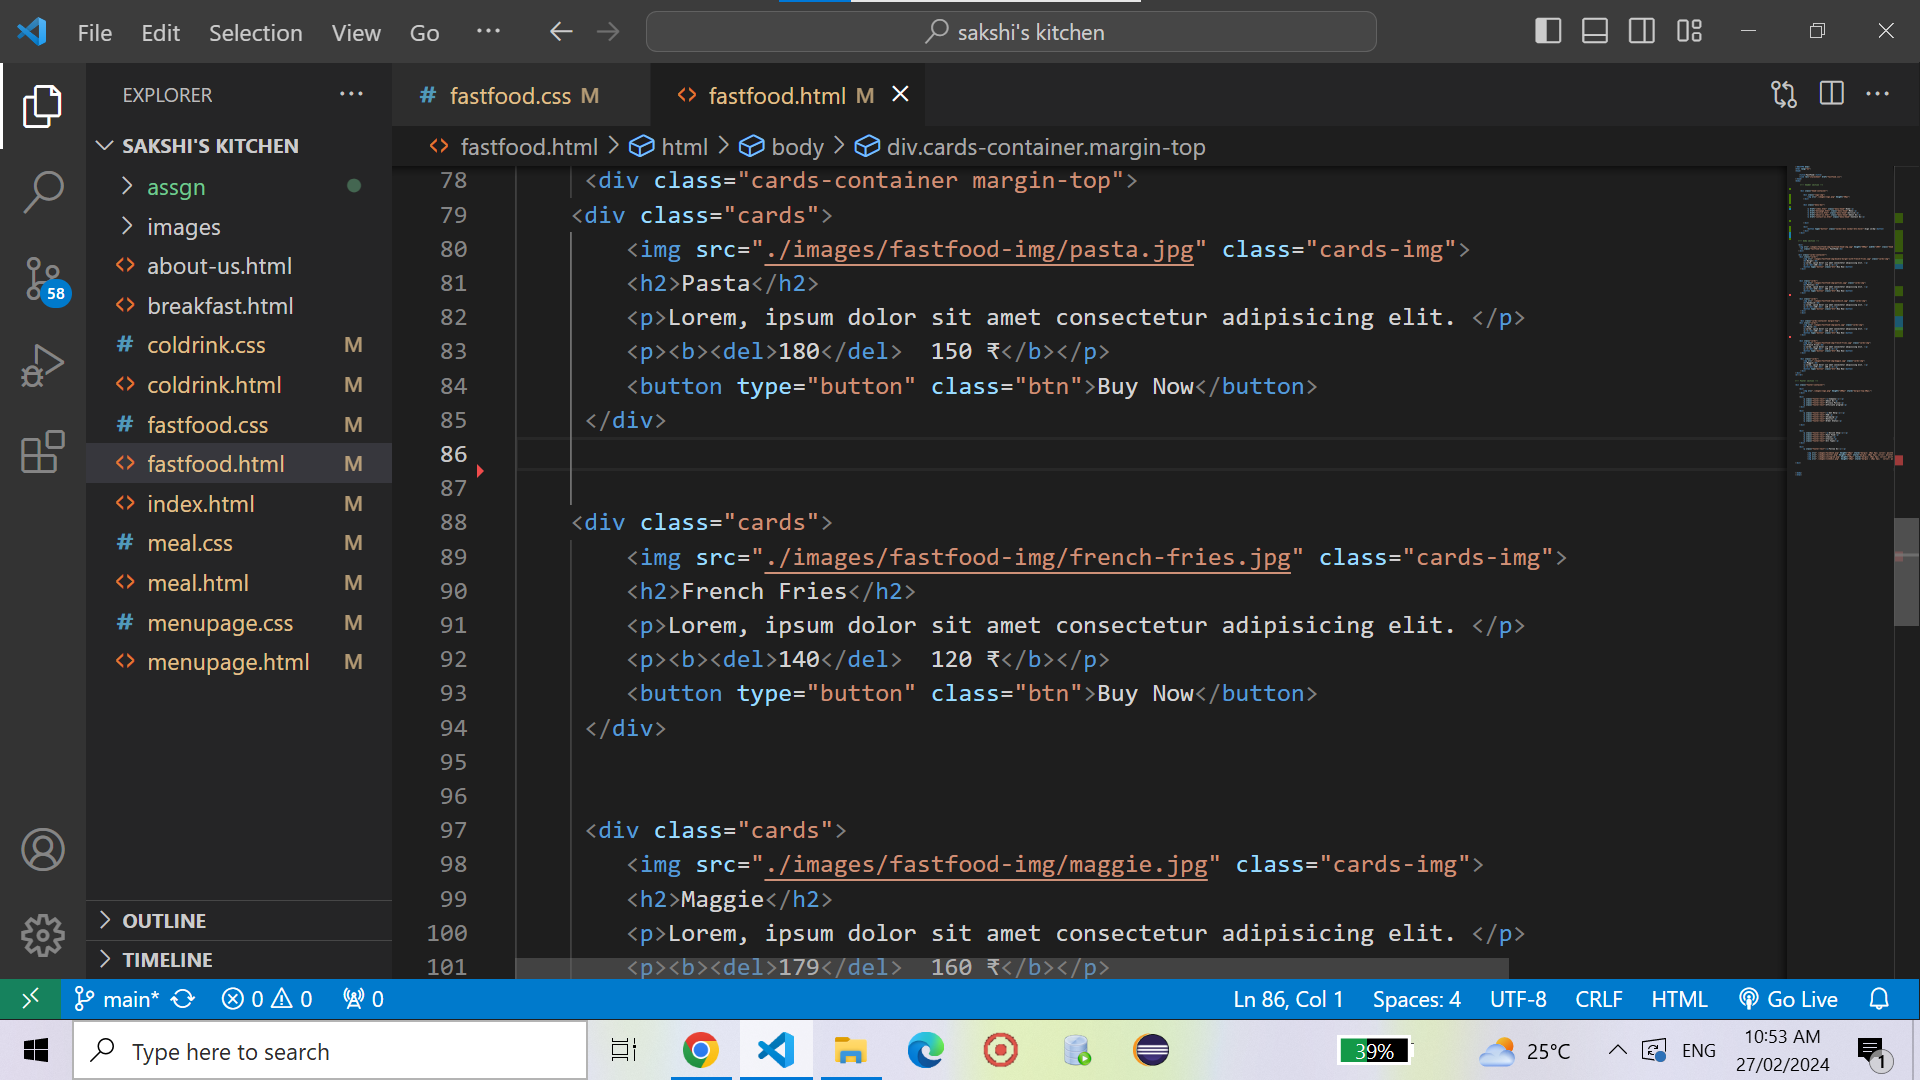 File Edit Selection View Go ··· sakshi's kitchen
EXPLORER ···
# fastfood.css M <> fastfood.html M
SAKSHI'S KITCHEN
fastfood.html > html > body > div.cards-container.margin-top
assgn
images
about-us.html
breakfast.html
# coldrink.css M
coldrink.html M
# fastfood.css M
fastfood.html M
index.html M
# meal.css M
meal.html M
# menupage.css M
menupage.html M
58
OUTLINE
TIMELINE
78 <div class="cards-container margin-top">
79 <div class="cards">
80 <img src="./images/fastfood-img/pasta.jpg" class="cards-img">
81 <h2>Pasta</h2>
82 <p>Lorem, ipsum dolor sit amet consectetur adipisicing elit. </p>
83 <p><b><del>180</del>  150 ₹</b></p>
84 <button type="button" class="btn">Buy Now</button>
85 </div>
86
87
88 <div class="cards">
89 <img src="./images/fastfood-img/french-fries.jpg" class="cards-img">
90 <h2>French Fries</h2>
91 <p>Lorem, ipsum dolor sit amet consectetur adipisicing elit. </p>
92 <p><b><del>140</del>  120 ₹</b></p>
93 <button type="button" class="btn">Buy Now</button>
94 </div>
95
96
97 <div class="cards">
98 <img src="./images/fastfood-img/maggie.jpg" class="cards-img">
99 <h2>Maggie</h2>
100 <p>Lorem, ipsum dolor sit amet consectetur adipisicing elit. </p>
101 <p><b><del>179</del>  160 ₹</b></p>
main* 0 0 0 Ln 86, Col 1 Spaces: 4 UTF-8 CRLF HTML Go Live
Type here to search 39% 25°C ENG 10:53 AM
27/02/2024 1